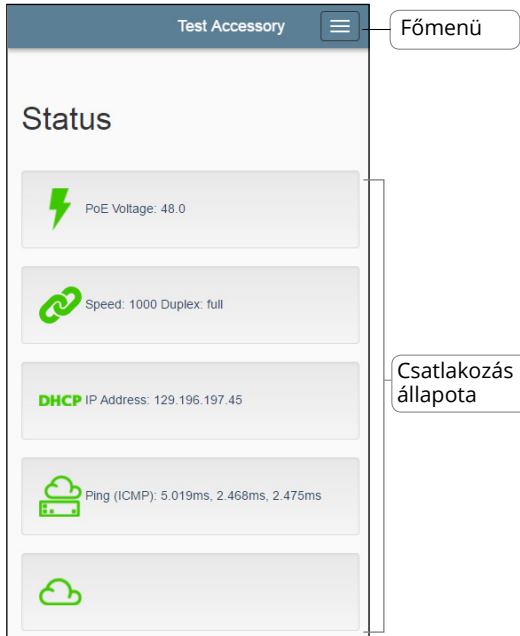 Test Accessory
Főmenü
Status
PoE Voltage: 48.0
Speed: 1000 Duplex: full
DHCP IP Address: 129.196.197.45
Csatlakozás
állapota
Ping (ICMP): 5.019ms, 2.468ms, 2.475ms